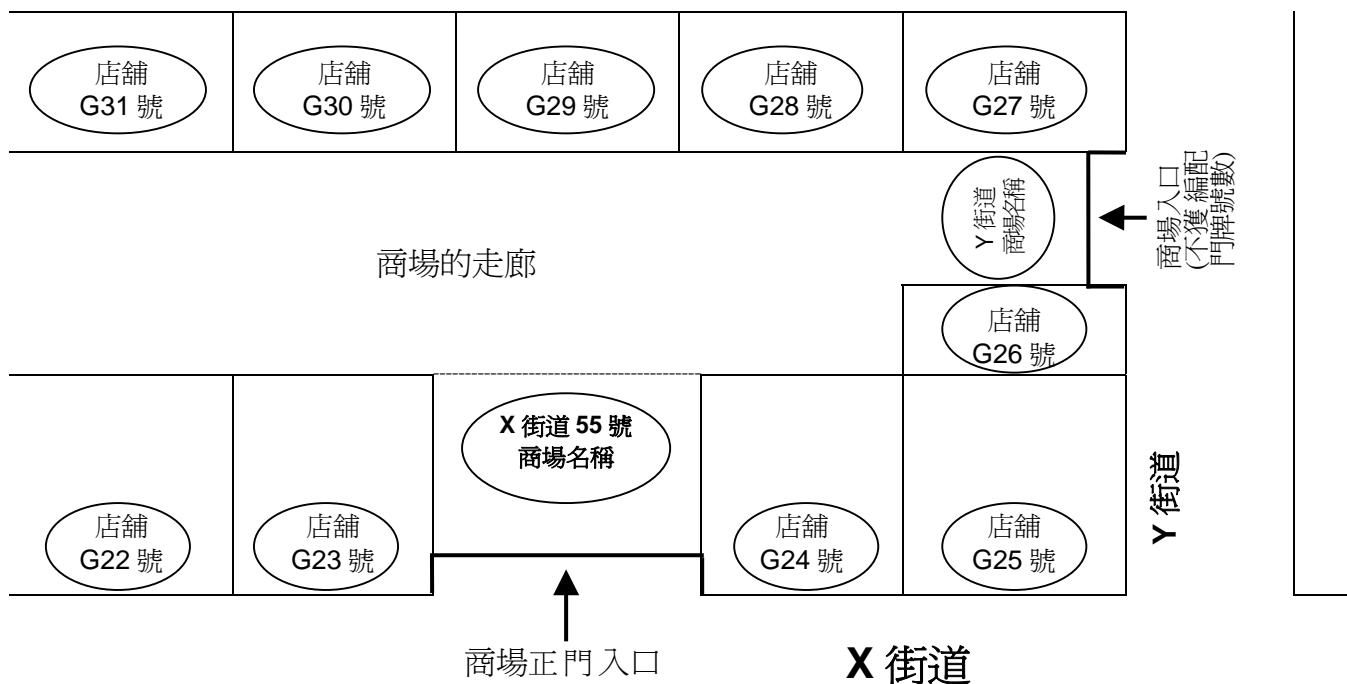 店舖
G31 號
店舖
G30 號
店舖
G29 號
店舖
G28 號
店舖
G27 號
Y 街道
商場名稱
商場入口
(不獲 編配
門牌號數)
商場的走廊
店舖
G26 號
X 街道 55 號
商場名稱
店舖
G22 號
店舖
G23 號
店舖
G24 號
店舖
G25 號
Y 街道
商場正門入口
X 街道